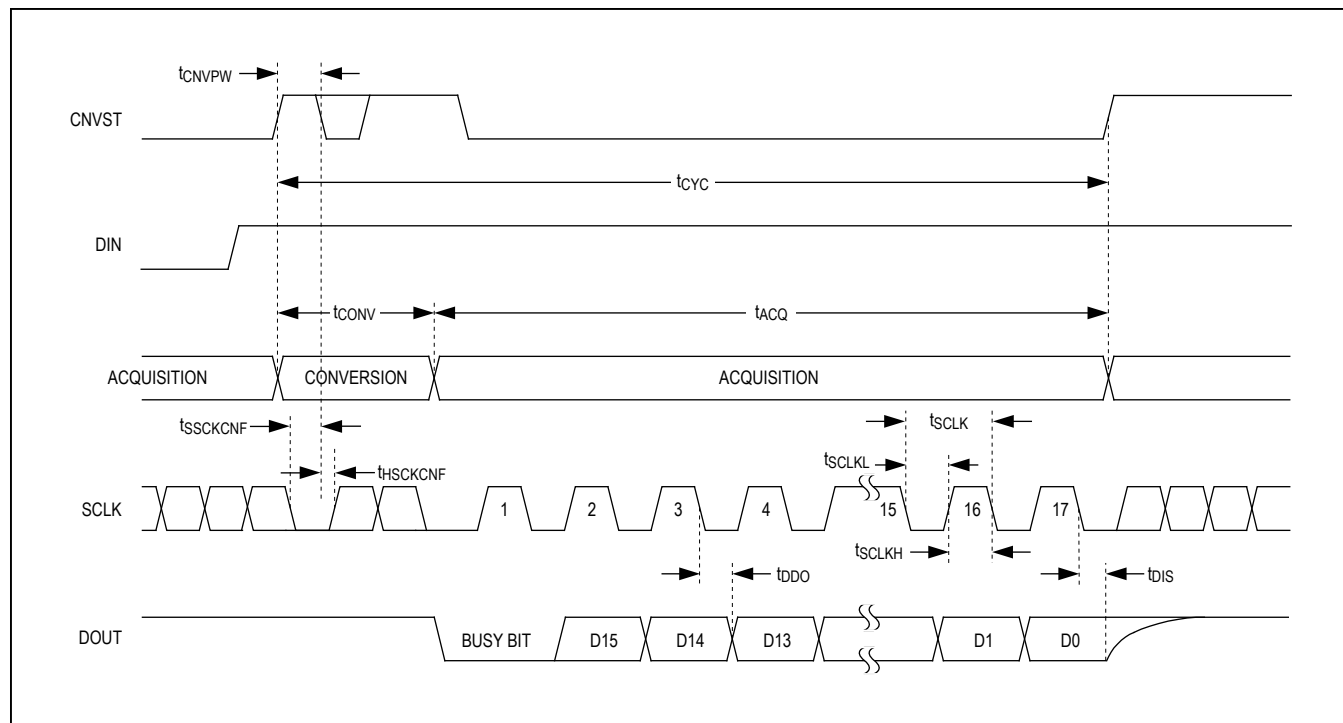 tCNVPW
CNVST
tCYC
DIN
tCONV
tACQ
ACQUISITION
CONVERSION
ACQUISITION
tSSCKCNF
tSCLK
tHSCKCNF
tSCLKL
SCLK
1
2
3
4
15
16
17
tSCLKH
tDDO
tDIS
DOUT
BUSY BIT
D15
D14
D13
D1
D0